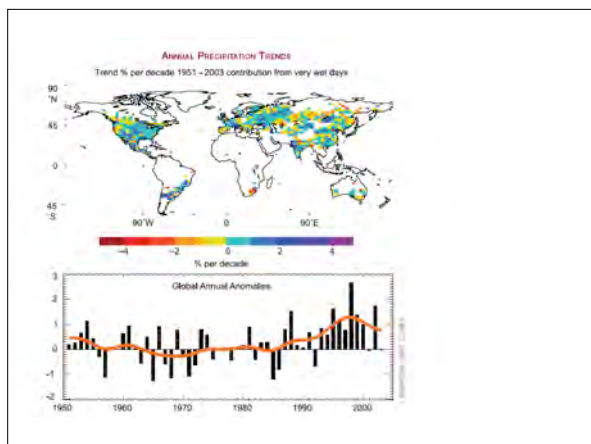 ANNUAL PRECIPITATION TRENDS
Trend % per decade 1951 - 2003 contribution from very wet days
90
°N
45
0
45
°S
90°W 0 90°E
-4 -2 0 2 4
% per decade
Global Annual Anomalies
3
2
1
0
-1
-2
1950 1960 1970 1980 1990 2000